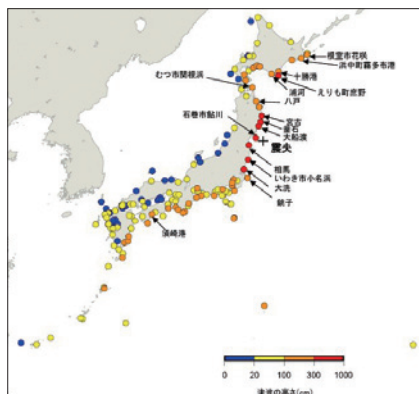 根室市花咲
浜中町霧多布港
十勝港
むつ市関根浜
浦河
えりも町庶野
八戸
石巻市鮎川
宮古
釜石
大船渡
震央
相馬
いわき市小名浜
大洗
銚子
須崎港
0 20 100 300 1000
津波の高さ(cm)